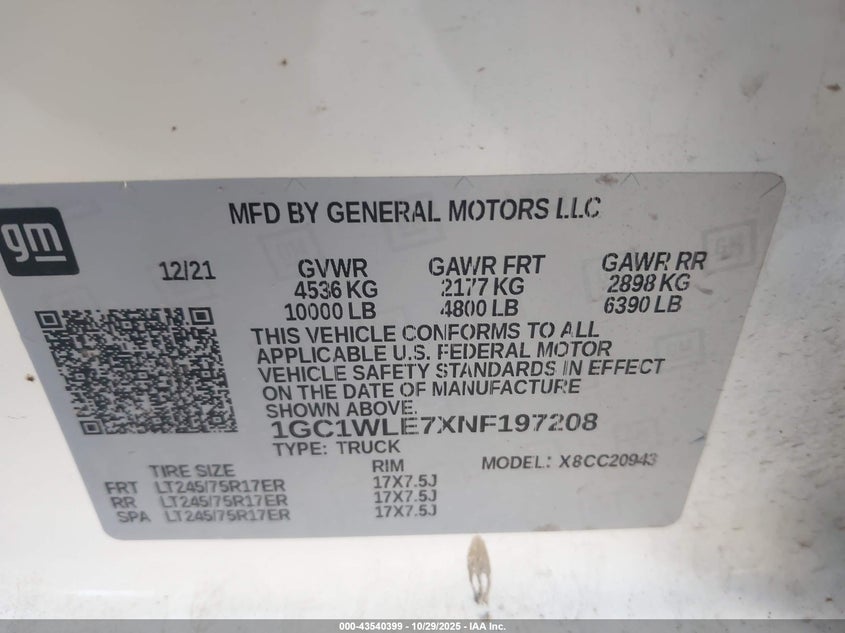 gm
MFD BY GENERAL MOTORS LLC
12/21 GVWR GAWR FRT GAWR RR
4536 KG 2177 KG 2898 KG
10000 LB 4800 LB 6390 LB
THIS VEHICLE CONFORMS TO ALL
APPLICABLE U.S. FEDERAL MOTOR
VEHICLE SAFETY STANDARDS IN EFFECT
ON THE DATE OF MANUFACTURE
SHOWN ABOVE.
1GC1WLE7XNF197208
TYPE: TRUCK MODEL: X8CC20943
TIRE SIZE RIM
FRT LT245/75R17ER 17X7.5J
RR LT245/75R17ER 17X7.5J
SPA LT245/75R17ER 17X7.5J
000-43540399 - 10/29/2025 - IAA Inc.